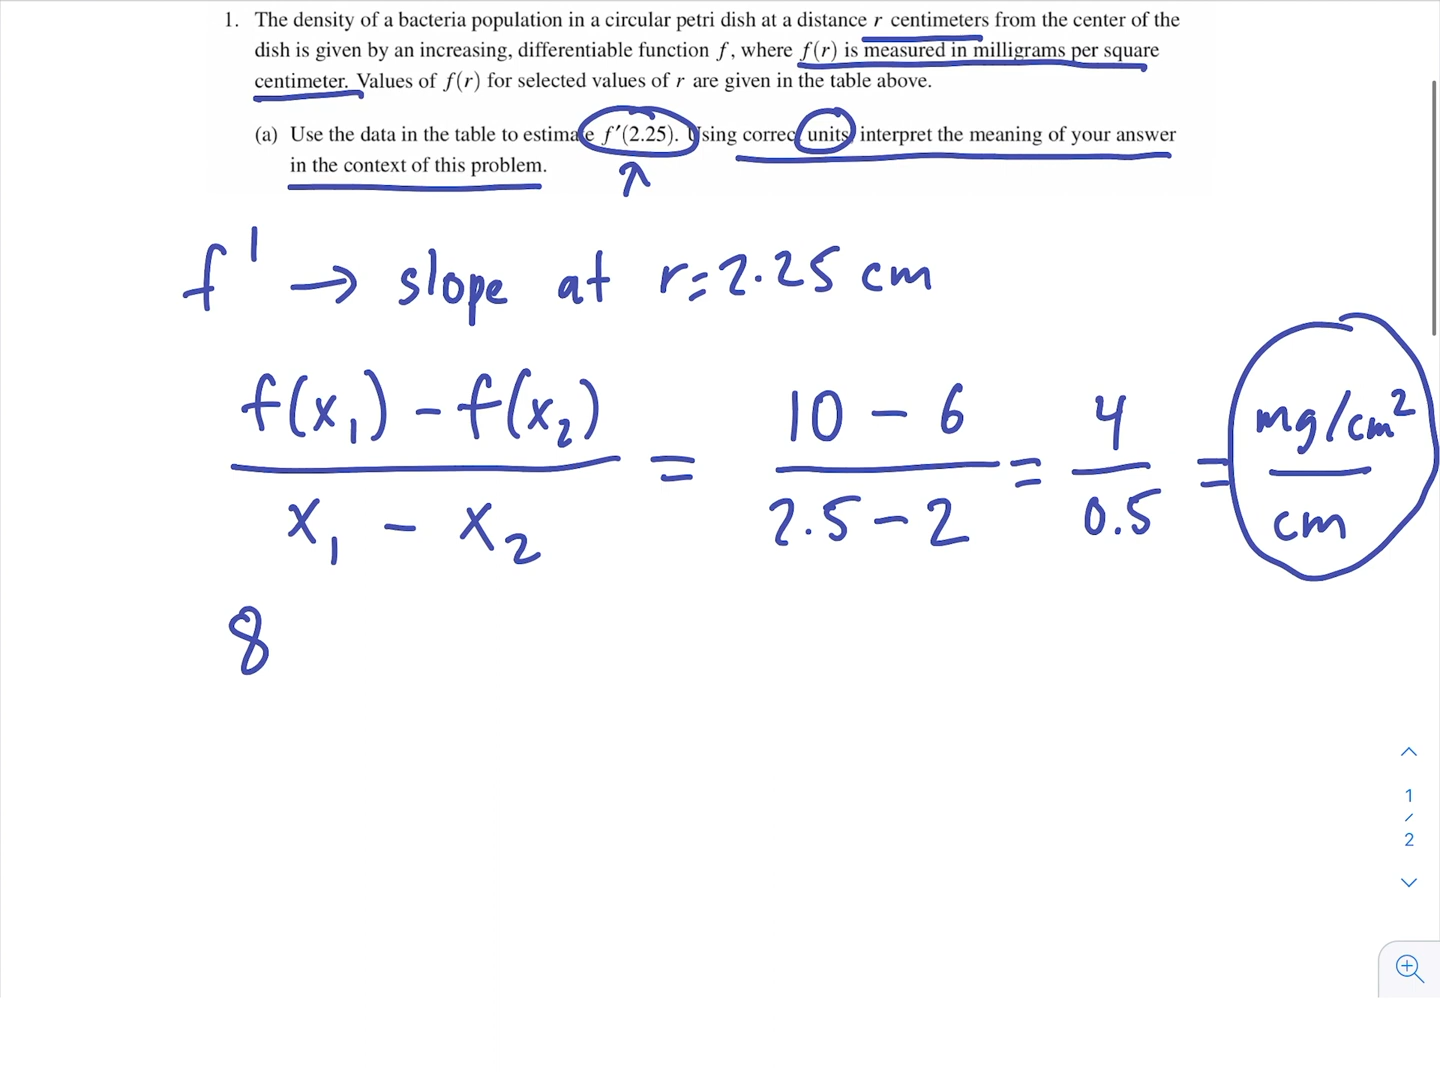 1. The density of a bacteria population in a circular petri dish at a distance r centimeters from the center of the
dish is given by an increasing, differentiable function f, where f(r) is measured in milligrams per square
centimeter. Values of f(r) for selected values of r are given in the table above.
(a) Use the data in the table to estimate f′(2.25). Using correct units, interpret the meaning of your answer
in the context of this problem.
f' → slope at r=2.25 cm
f(x₁) - f(x₂) / x₁ - x₂ = 10 - 6 / 2.5 - 2 = 4 / 0.5 = mg/cm² / cm
8
1
/
2